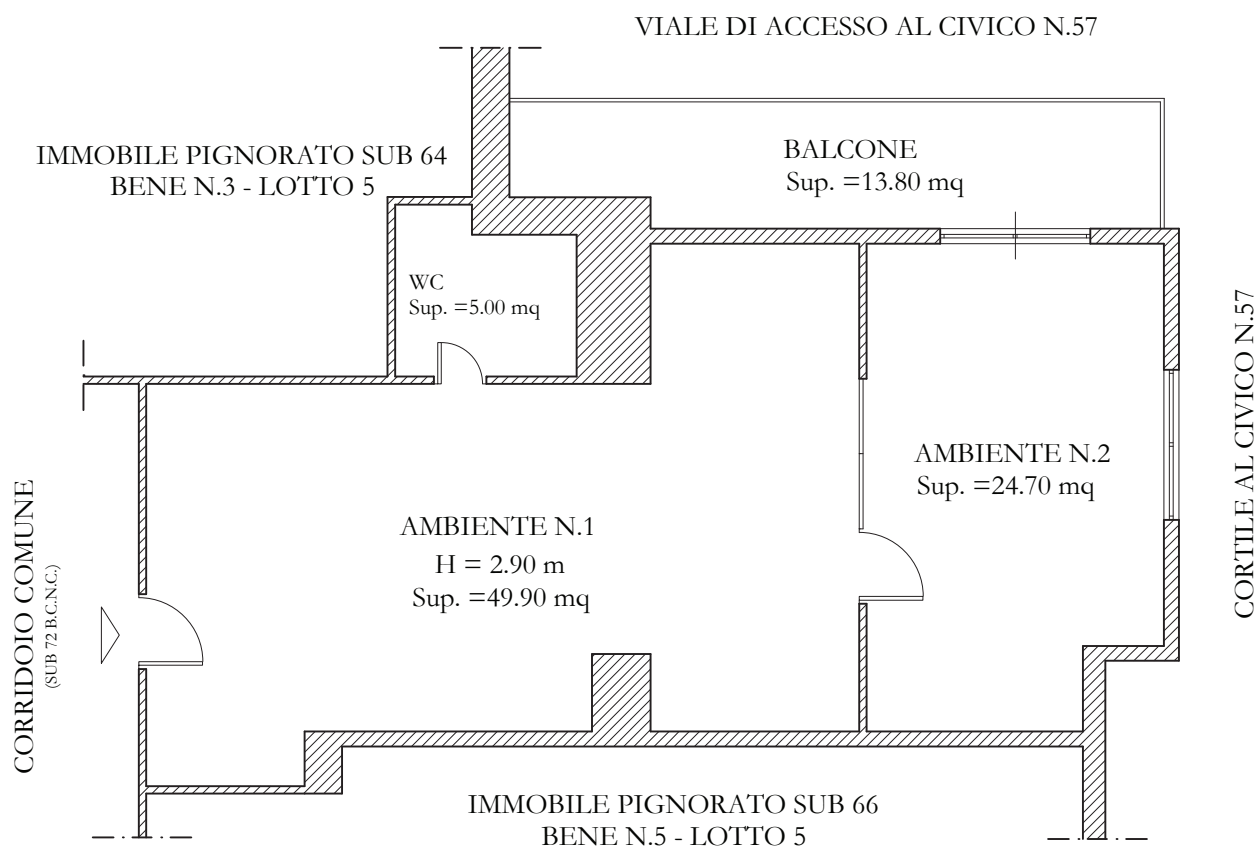 VIALE DI ACCESSO AL CIVICO N.57
IMMOBILE PIGNORATO SUB 64
BENE N.3 - LOTTO 5
BALCONE
Sup. =13.80 mq
WC
Sup. =5.00 mq
AMBIENTE N.2
Sup. =24.70 mq
AMBIENTE N.1
H = 2.90 m
Sup. =49.90 mq
CORRIDOIO COMUNE
(SUB 72 B.C.N.C.)
CORTILE AL CIVICO N.57
IMMOBILE PIGNORATO SUB 66
BENE N.5 - LOTTO 5